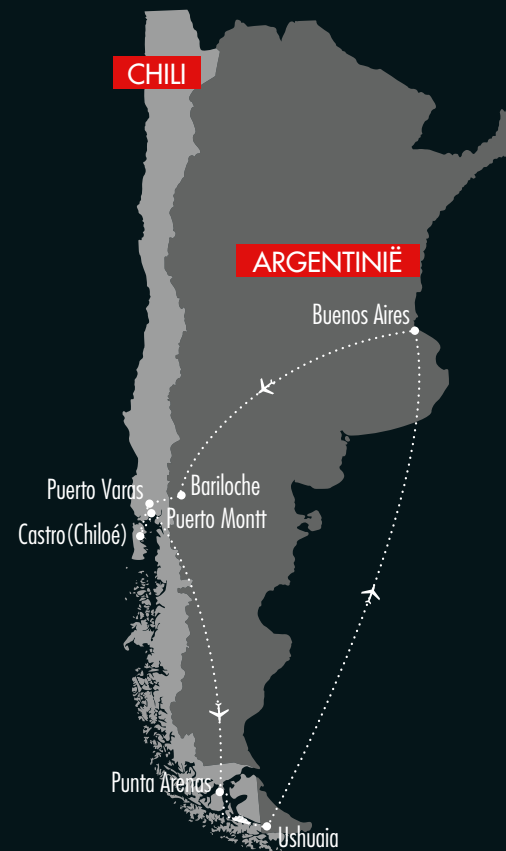 CHILI
ARGENTINIË
Buenos Aires
Bariloche
Puerto Varas
Puerto Montt
Castro(Chiloé)
Punta Arenas
Ushuaia